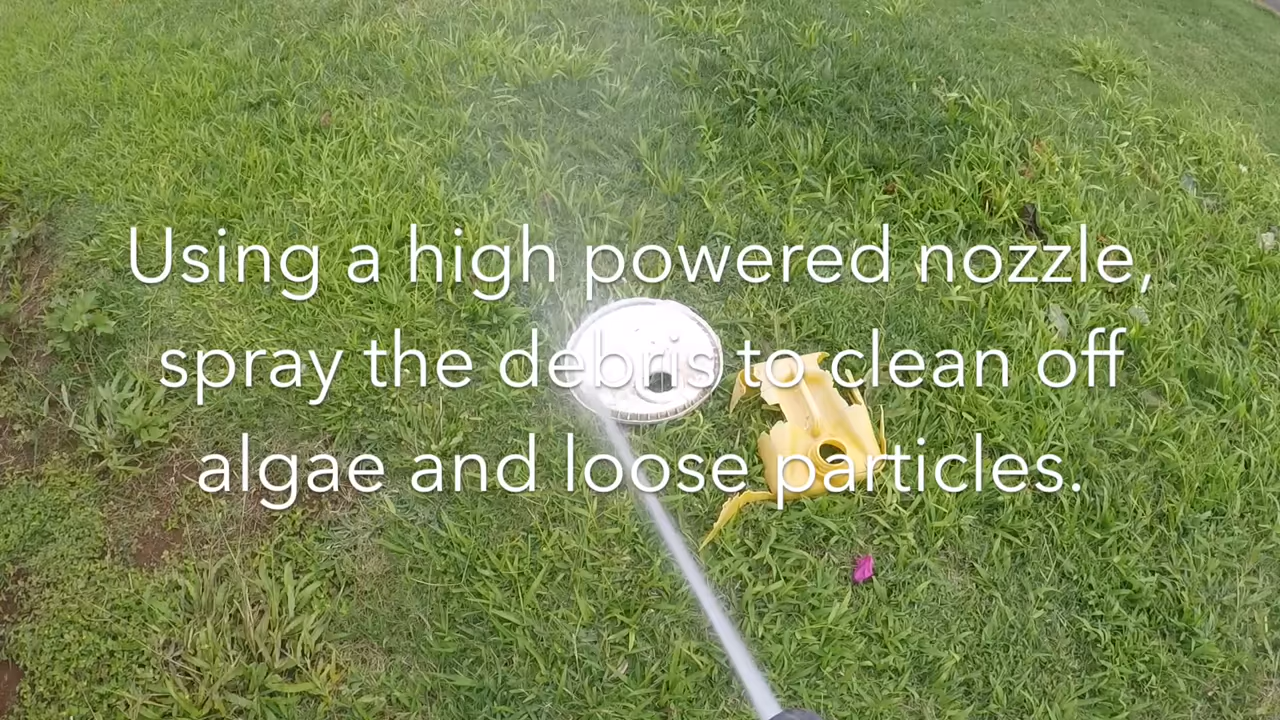 Using a high powered nozzle,
spray the debris to clean off
algae and loose particles.